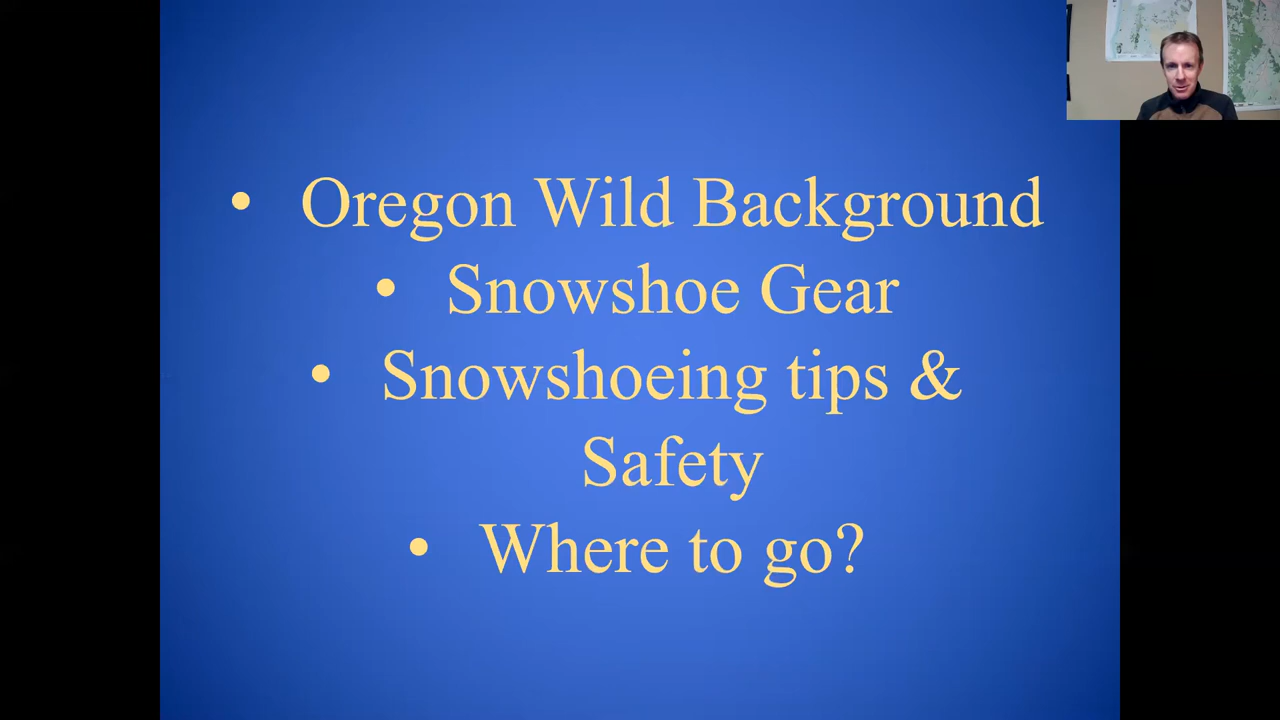 • Oregon Wild Background
• Snowshoe Gear
• Snowshoeing tips &
Safety
• Where to go?